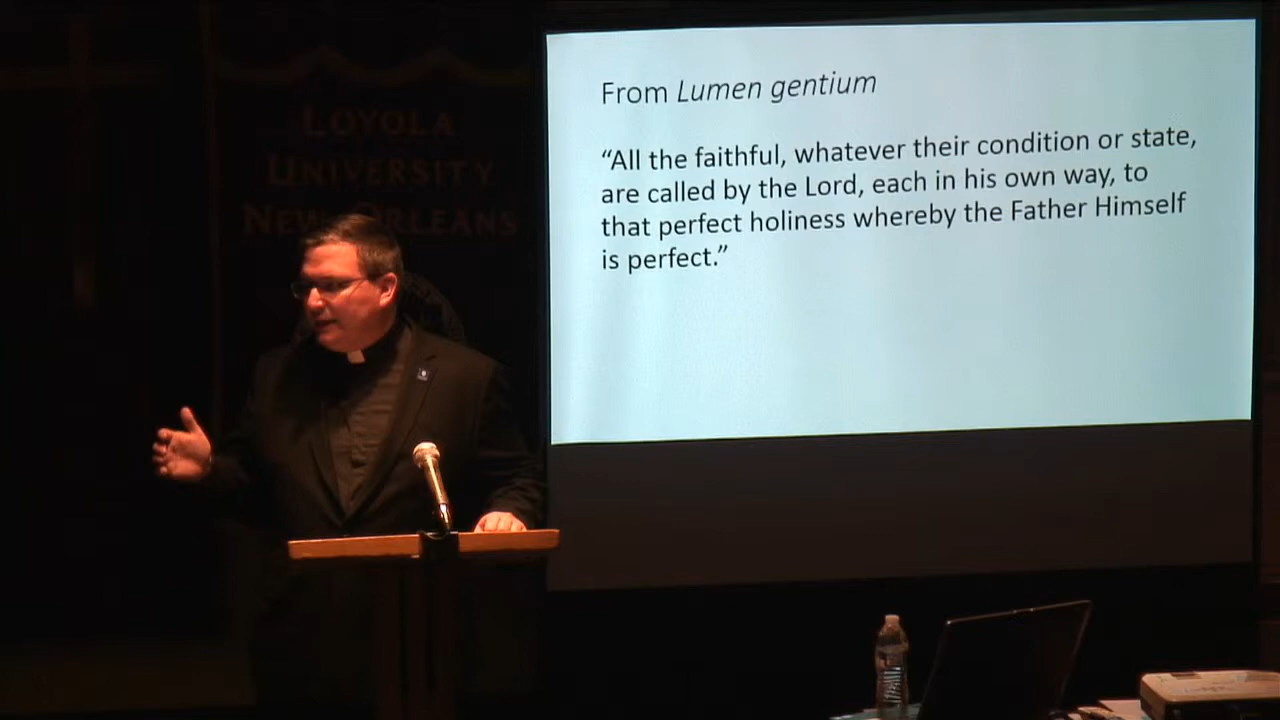 LOYOLA
UNIVERSITY
NEW ORLEANS
From Lumen gentium
“All the faithful, whatever their condition or state,
are called by the Lord, each in his own way, to
that perfect holiness whereby the Father Himself
is perfect.”